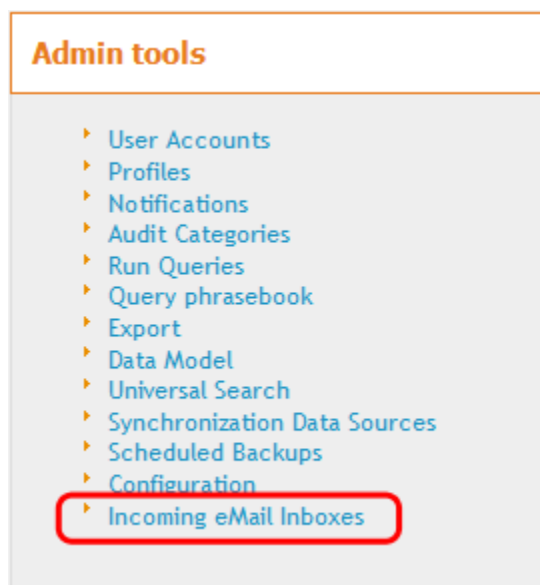 Admin tools
User Accounts
Profiles
Notifications
Audit Categories
Run Queries
Query phrasebook
Export
Data Model
Universal Search
Synchronization Data Sources
Scheduled Backups
Configuration
Incoming eMail Inboxes